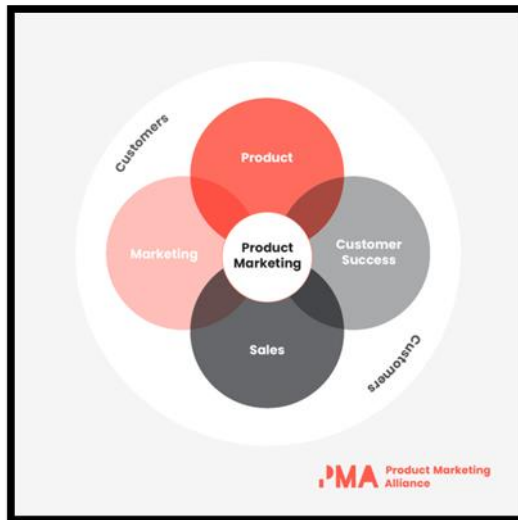 Customers
Product
Marketing
Product
Marketing
Customer
Success
Sales
Customers
PMA Product Marketing
Alliance